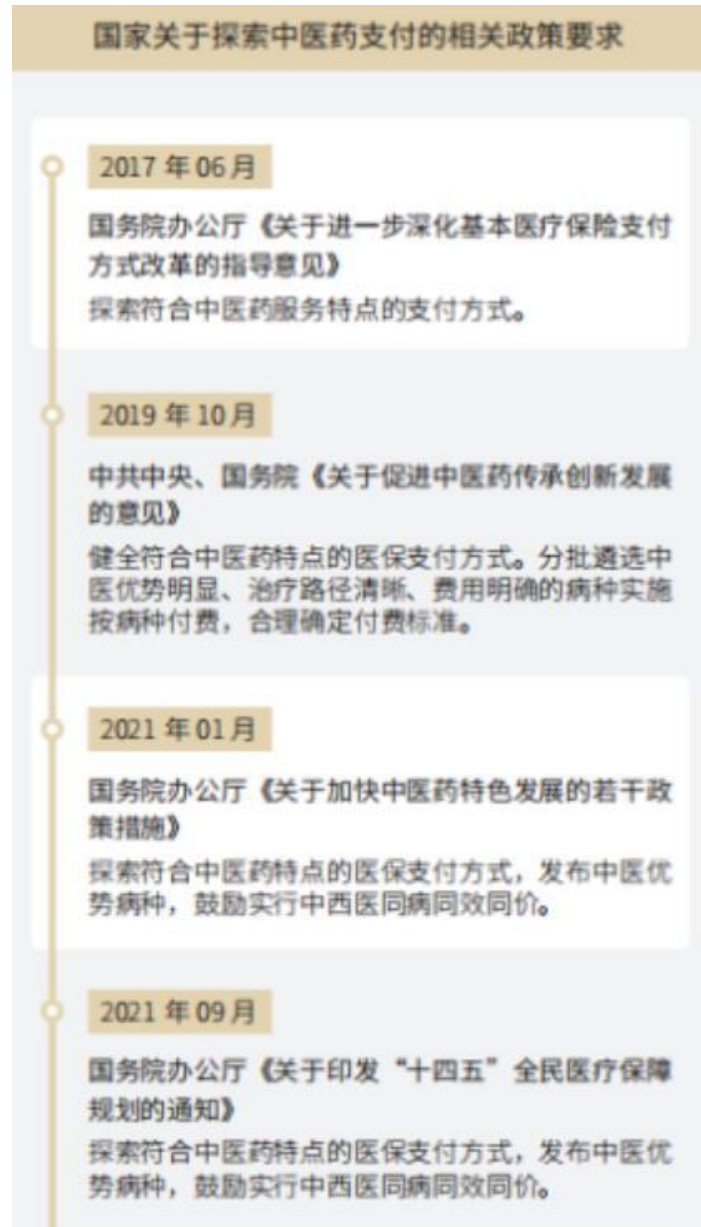 国家关于探索中医药支付的相关政策要求
2017 年 06 月
国务院办公厅《关于进一步深化基本医疗保险支付
方式改革的指导意见》
探索符合中医药服务特点的支付方式。
2019 年 10 月
中共中央、国务院《关于促进中医药传承创新发展
的意见》
健全符合中医药特点的医保支付方式。分批遴选中
医优势明显、治疗路径清晰、费用明确的病种实施
按病种付费，合理确定付费标准。
2021 年 01 月
国务院办公厅《关于加快中医药特色发展的若干政
策措施》
探索符合中医药特点的医保支付方式，发布中医优
势病种，鼓励实行中西医同病同效同价。
2021 年 09 月
国务院办公厅《关于印发“十四五”全民医疗保障
规划的通知》
探索符合中医药特点的医保支付方式，发布中医优
势病种，鼓励实行中西医同病同效同价。